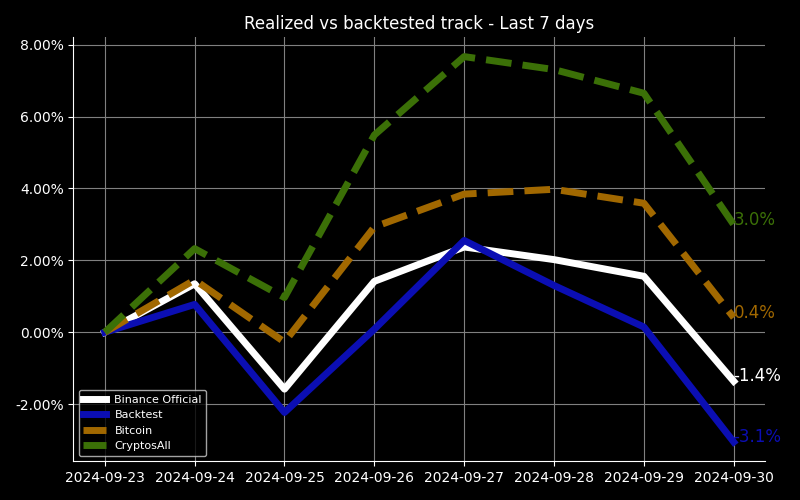 Realized vs backtested track - Last 7 days
8.00%
6.00%
4.00%
2.00%
0.00%
-2.00%
3.0%
0.4%
-1.4%
-3.1%
Binance Official
Backtest
Bitcoin
CryptosAll
2024-09-23 2024-09-24 2024-09-25 2024-09-26 2024-09-27 2024-09-28 2024-09-29 2024-09-30